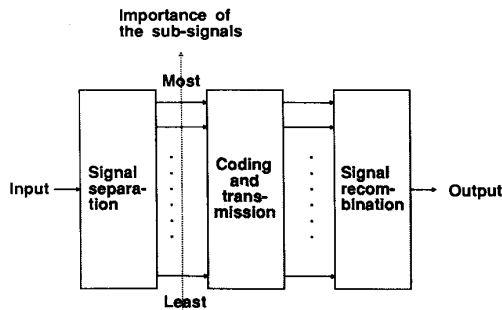 Importance of
the sub-signals
Most
Input
Signal
separa-
tion
Coding
and
trans-
mission
Signal
recom-
bination
Output
Least